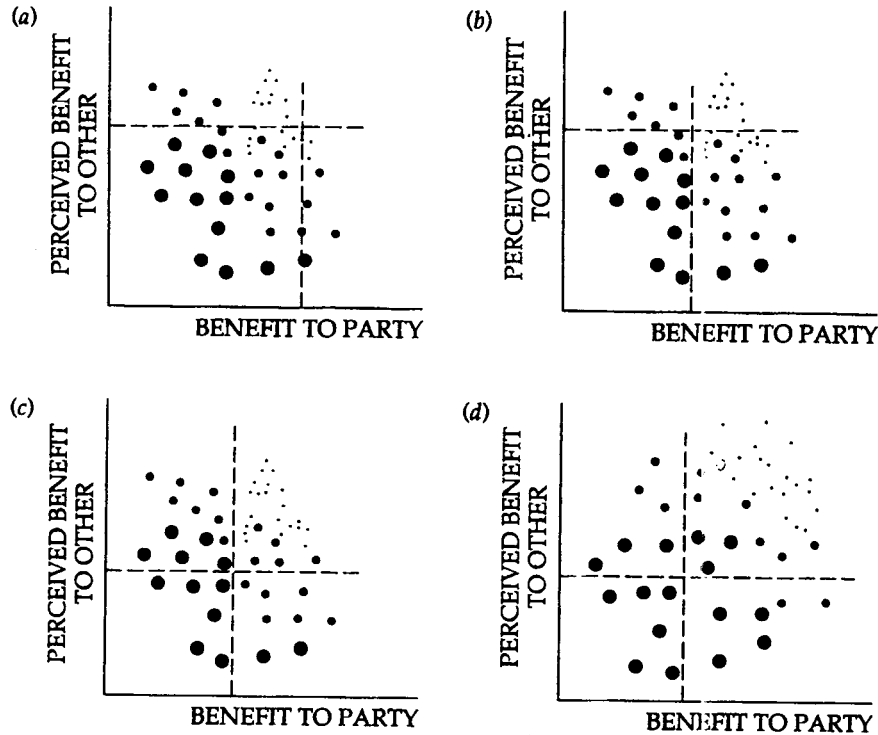 (a)
PERCEIVED BENEFIT
TO OTHER
BENEFIT TO PARTY
(b)
PERCEIVED BENEFIT
TO OTHER
BENEFIT TO PARTY
(c)
PERCEIVED BENEFIT
TO OTHER
BENEFIT TO PARTY
(d)
PERCEIVED BENEFIT
TO OTHER
BENEFIT TO PARTY